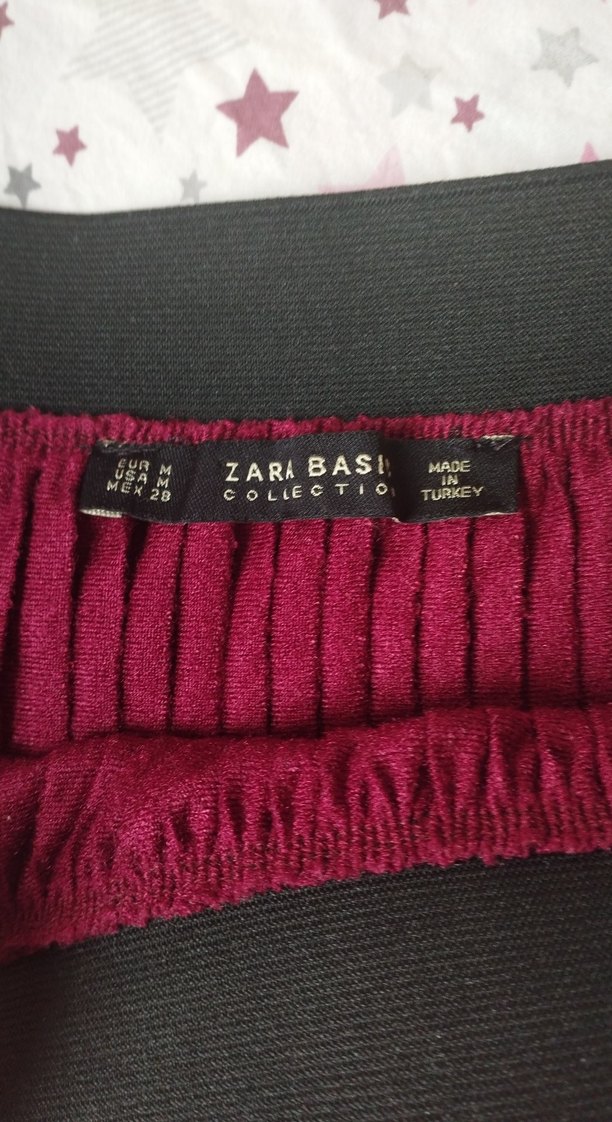 EUR M
USA M
MEX 28
ZARA BASI
COLLECTIO
MADE
IN
TURKEY